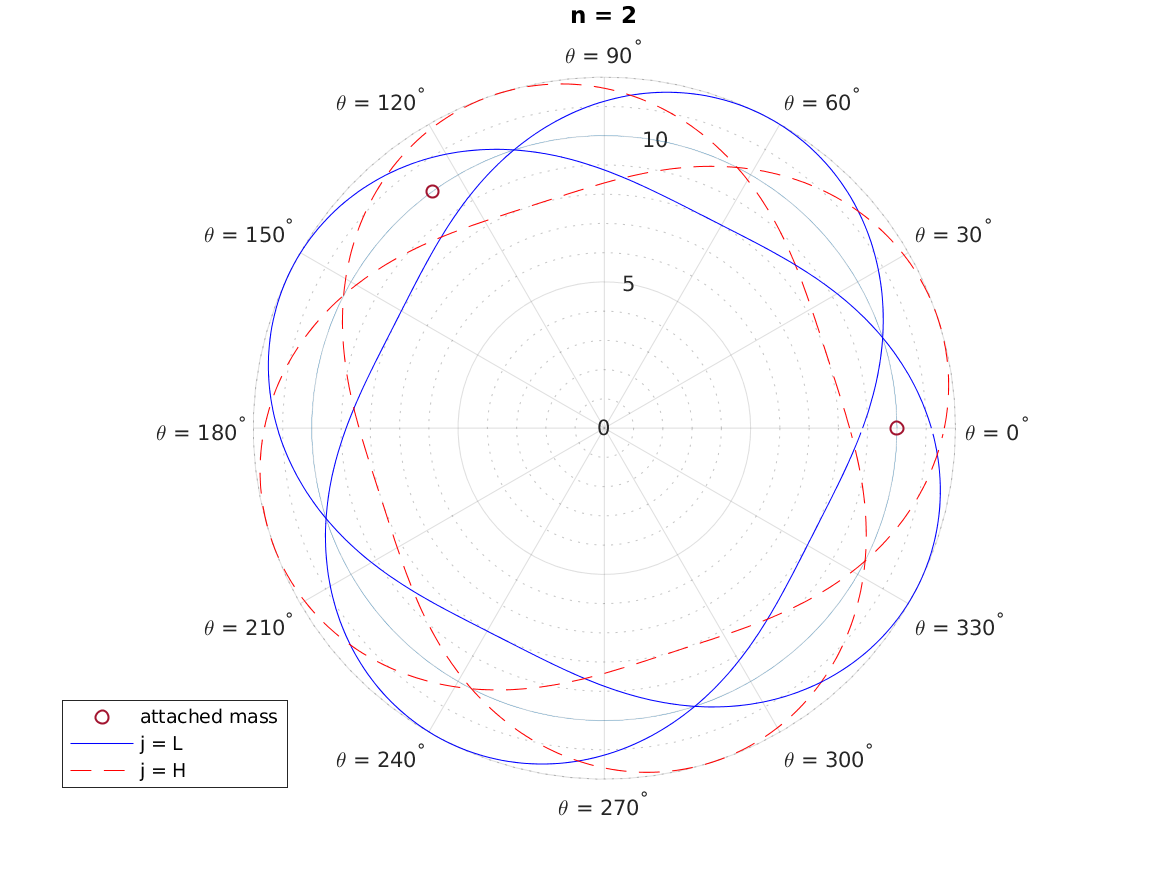 n = 2
θ = 90°
θ = 120°
θ = 60°
10
θ = 150°
θ = 30°
5
θ = 180°
0
θ = 0°
θ = 210°
θ = 330°
attached mass
j = L
j = H
θ = 240°
θ = 300°
θ = 270°